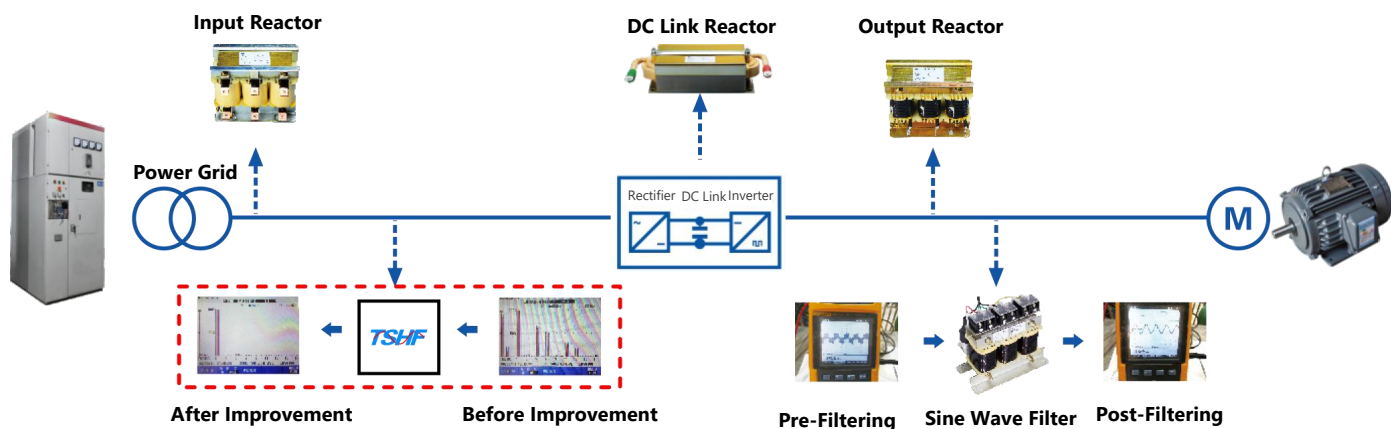 Input Reactor
DC Link Reactor
Output Reactor
Power Grid
Rectifier DC Link Inverter
M
TSHF
After Improvement
Before Improvement
Pre-Filtering
Sine Wave Filter
Post-Filtering